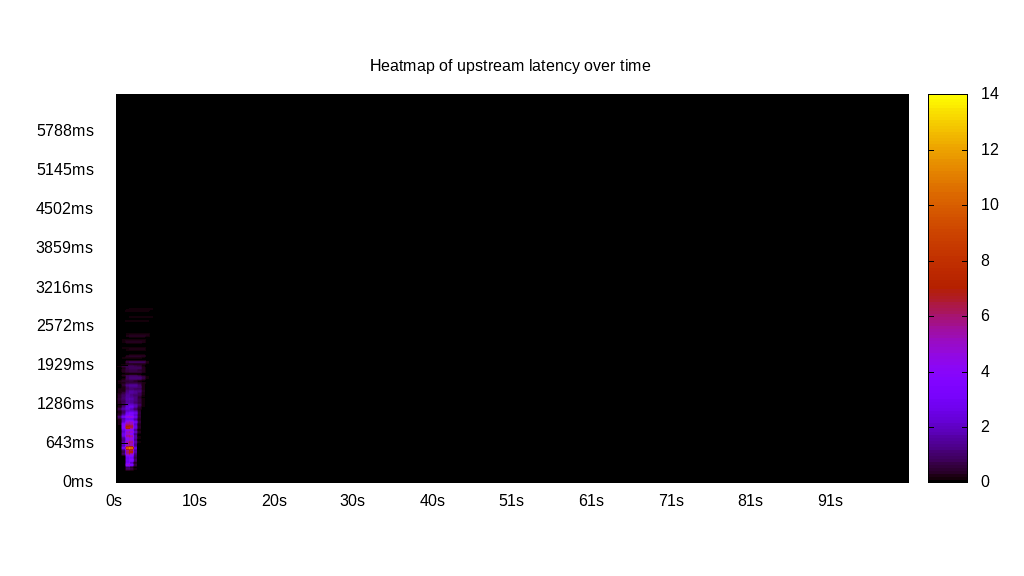 Heatmap of upstream latency over time
5788ms
5145ms
4502ms
3859ms
3216ms
2572ms
1929ms
1286ms
643ms
0ms
0s 10s 20s 30s 40s 51s 61s 71s 81s 91s
14
12
10
8
6
4
2
0